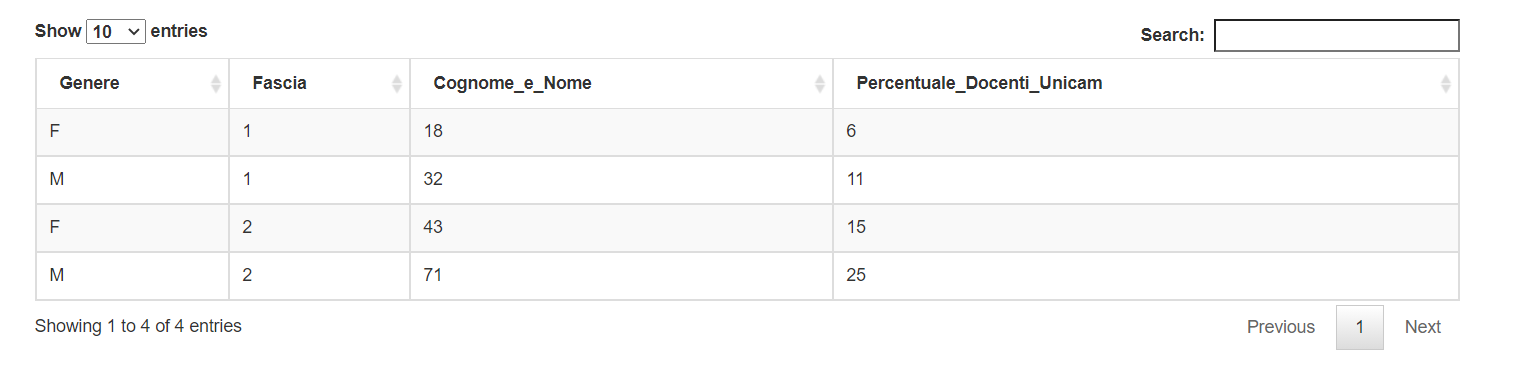 Show 10 entries Search:
Genere Fascia Cognome_e_Nome Percentuale_Docenti_Unicam
F 1 18 6
M 1 32 11
F 2 43 15
M 2 71 25
Showing 1 to 4 of 4 entries Previous 1 Next